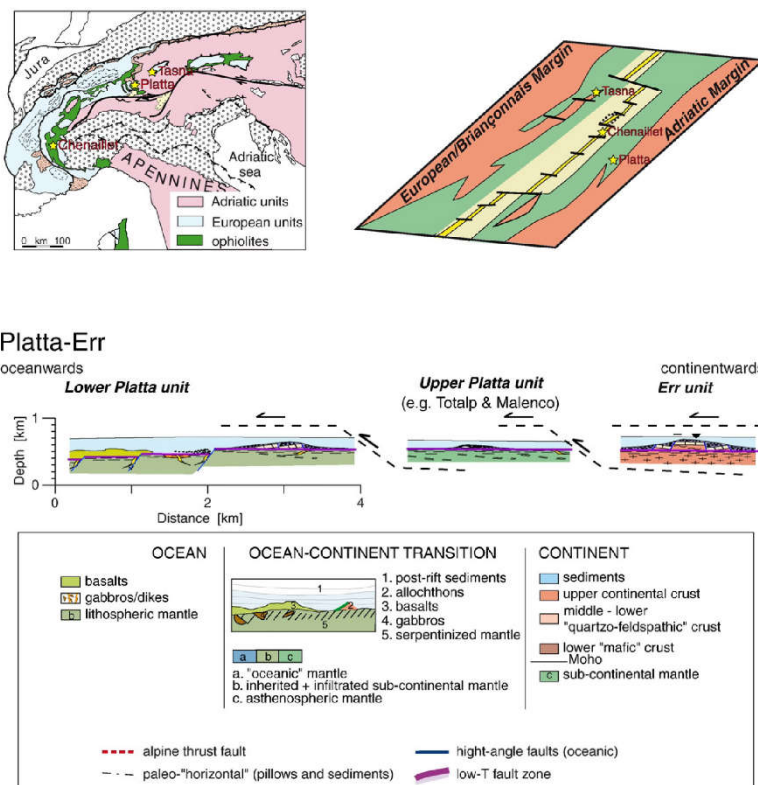 Jura
Tasna
Platta
Chenaillet
Adriatic
sea
APENNINES
Adriatic units
European units
ophiolites
0 km 100
European/Briançonnais Margin
Tasna
Chenaillet
Platta
Adriatic Margin
Platta-Err
oceanwards
continentwards
Lower Platta unit
Upper Platta unit
(e.g. Totalp & Malenco)
Err unit
Depth [km]
1
0
0
2
4
Distance [km]
OCEAN
basalts
gabbros/dikes
b lithospheric mantle
OCEAN-CONTINENT TRANSITION
1
3
2
4
5
1. post-rift sediments
2. allochthons
3. basalts
4. gabbros
5. serpentinized mantle
a b c
a. "oceanic" mantle
b. inherited + infiltrated sub-continental mantle
c. asthenospheric mantle
CONTINENT
sediments
upper continental crust
middle - lower
"quartzo-feldspathic" crust
lower "mafic" crust
Moho
c sub-continental mantle
alpine thrust fault
hight-angle faults (oceanic)
paleo-"horizontal" (pillows and sediments)
low-T fault zone